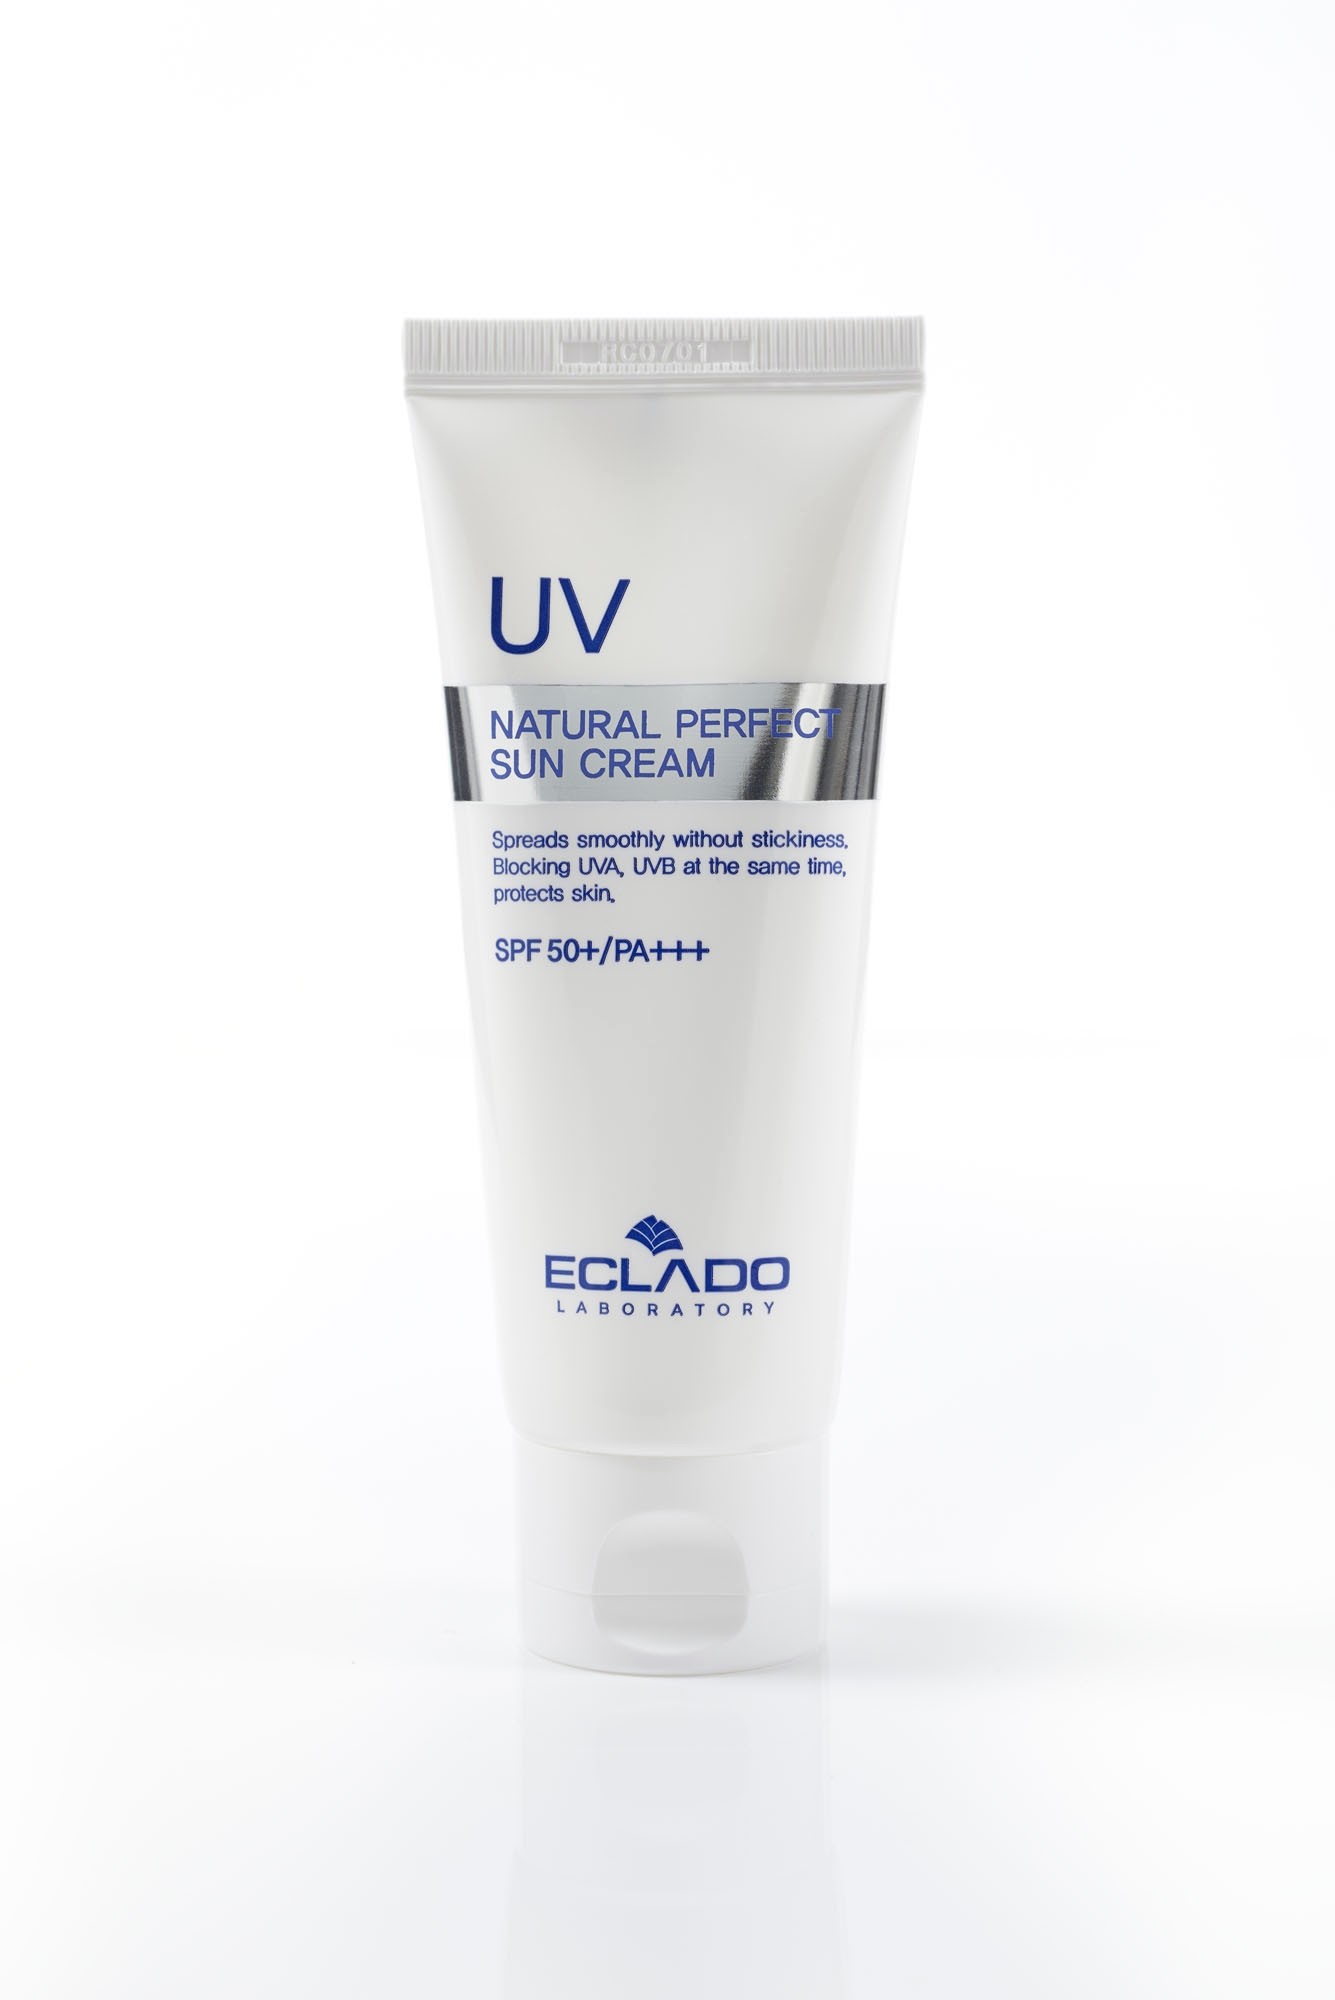 RC0701
UV
NATURAL PERFECT
SUN CREAM
Spreads smoothly without stickiness.
Blocking UVA, UVB at the same time,
protects skin.
SPF 50+/PA+++
ECLADO
LABORATORY